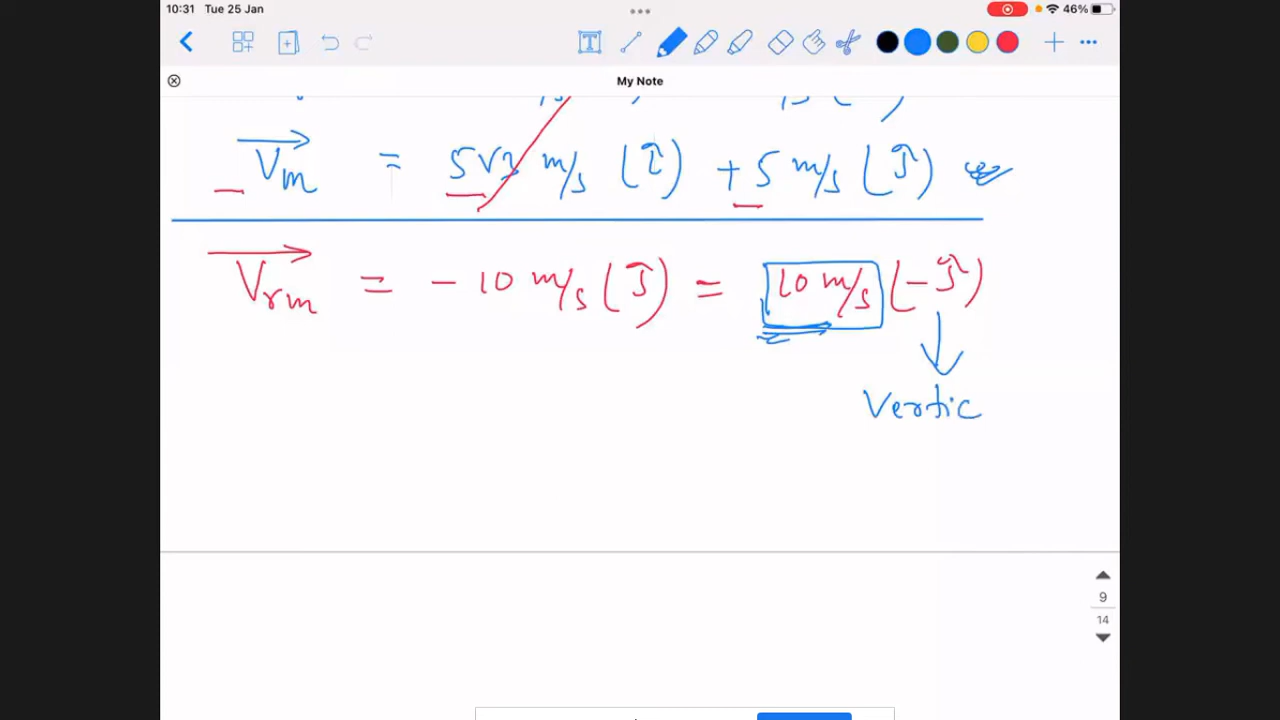 10:31 Tue 25 Jan 46%
My Note
Vm = 5√3 m/s (î) + 5 m/s (ĵ)
Vrm = -10 m/s (ĵ) = 10 m/s (-ĵ)
Vertic
9
14